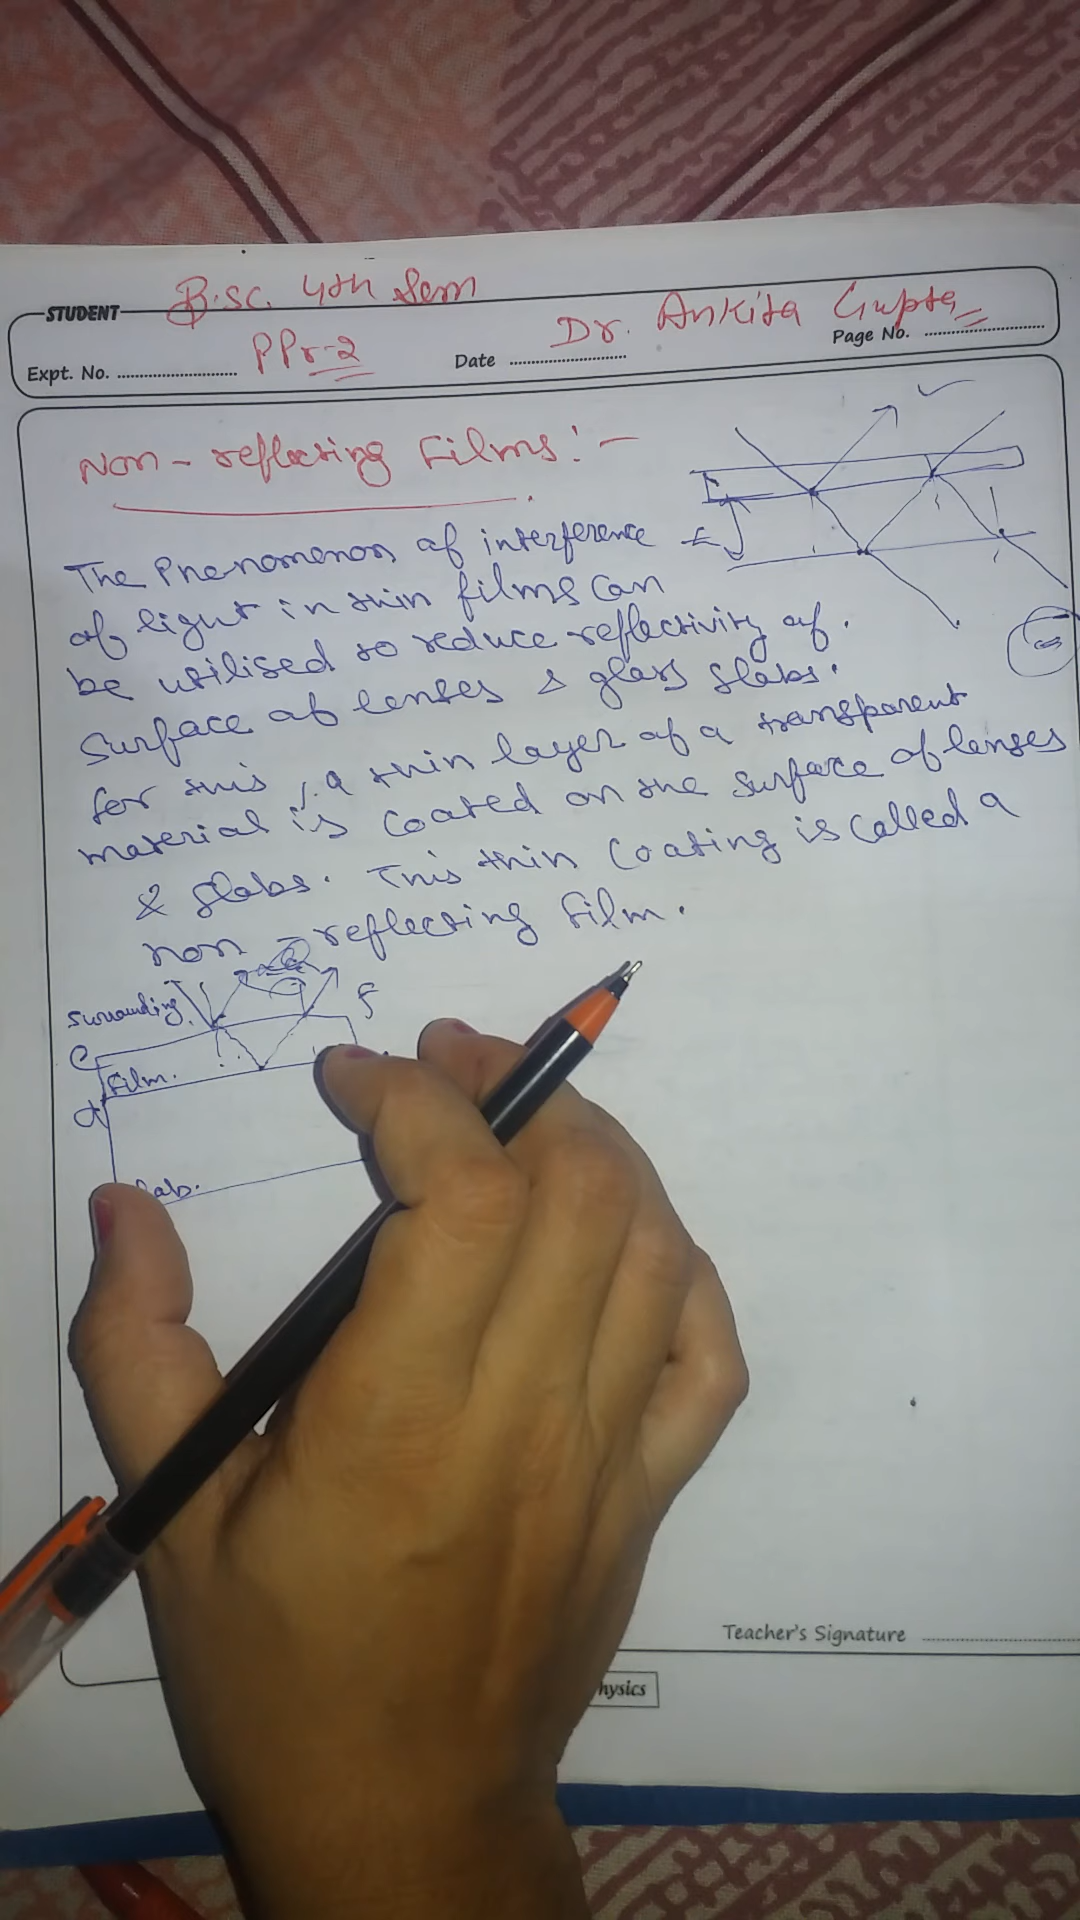 B.sc. 4th Sem
STUDENT
Dr. Ankita Gupta
Expt. No. PPr-2 Date Page No.
Non-reflecting Films:-
The Phenomenon of interference
of light in thin films can
be utilised to reduce reflectivity of.
Surface of lenses & glass slabs.
for this, a thin layer of a transparent
material is coated on the surface of lenses
& slabs. This thin coating is called a
non-reflecting film.
t
Surrounding
F
C
film.
d
lab.
Teacher's Signature
hysics